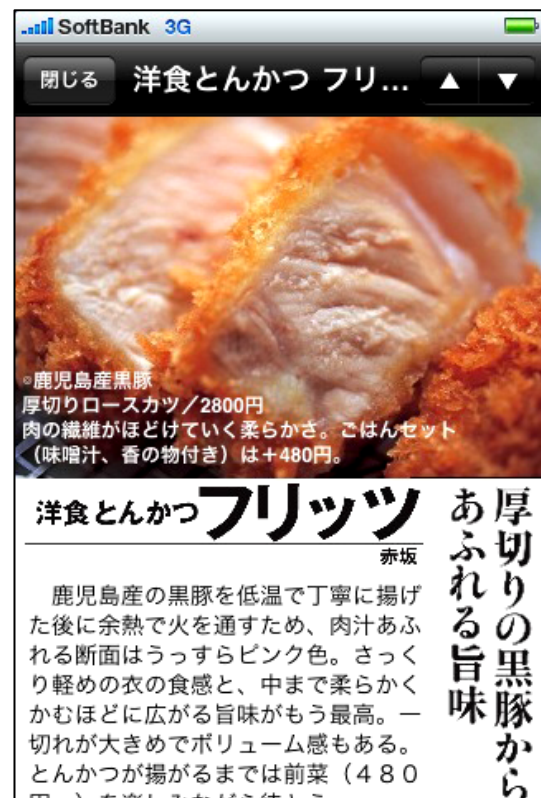 SoftBank 3G
閉じる 洋食とんかつ フリ... ▲ ▼
◎鹿児島産黒豚
厚切りロースカツ／2800円
肉の繊維がほどけていく柔らかさ。ごはんセット
（味噌汁、香の物付き）は＋480円。
洋食とんかつフリッツ
赤坂
厚切りの黒豚から
あふれる旨味
鹿児島産の黒豚を低温で丁寧に揚げ
た後に余熱で火を通すため、肉汁あふ
れる断面はうっすらピンク色。さっく
り軽めの衣の食感と、中まで柔らかく
かむほどに広がる旨味がもう最高。一
切れが大きめでボリューム感もある。
とんかつが揚がるまでは前菜（４８０